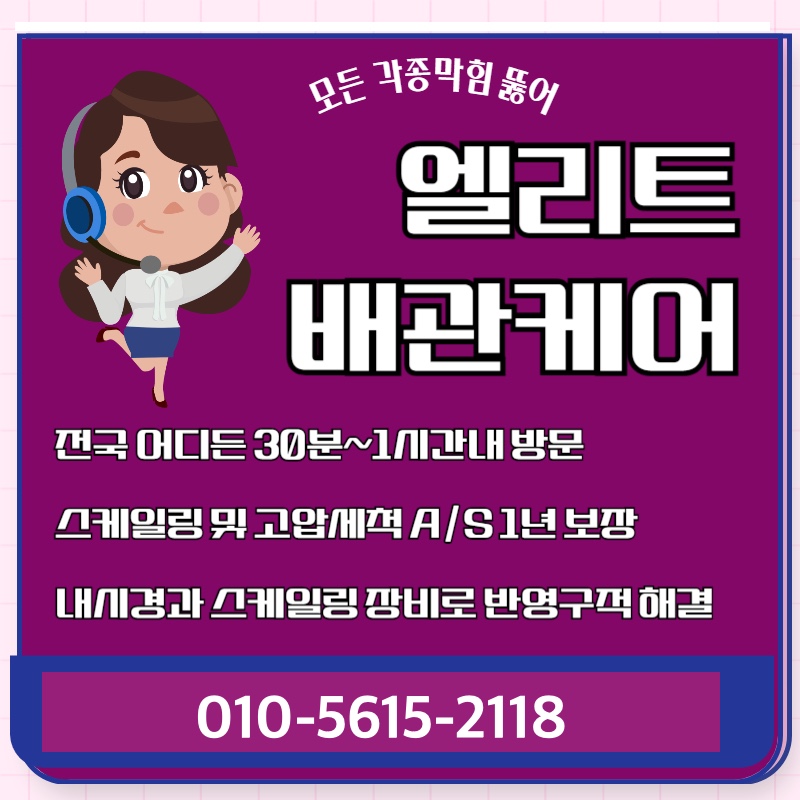 모든 각종막힘 뚫어
엘리트
배관케어
전국 어디든 30분~1시간내 방문
스케일링 및 고압세척 A/S 1년 보장
내시경과 스케일링 장비로 반영구적 해결
010-5615-2118